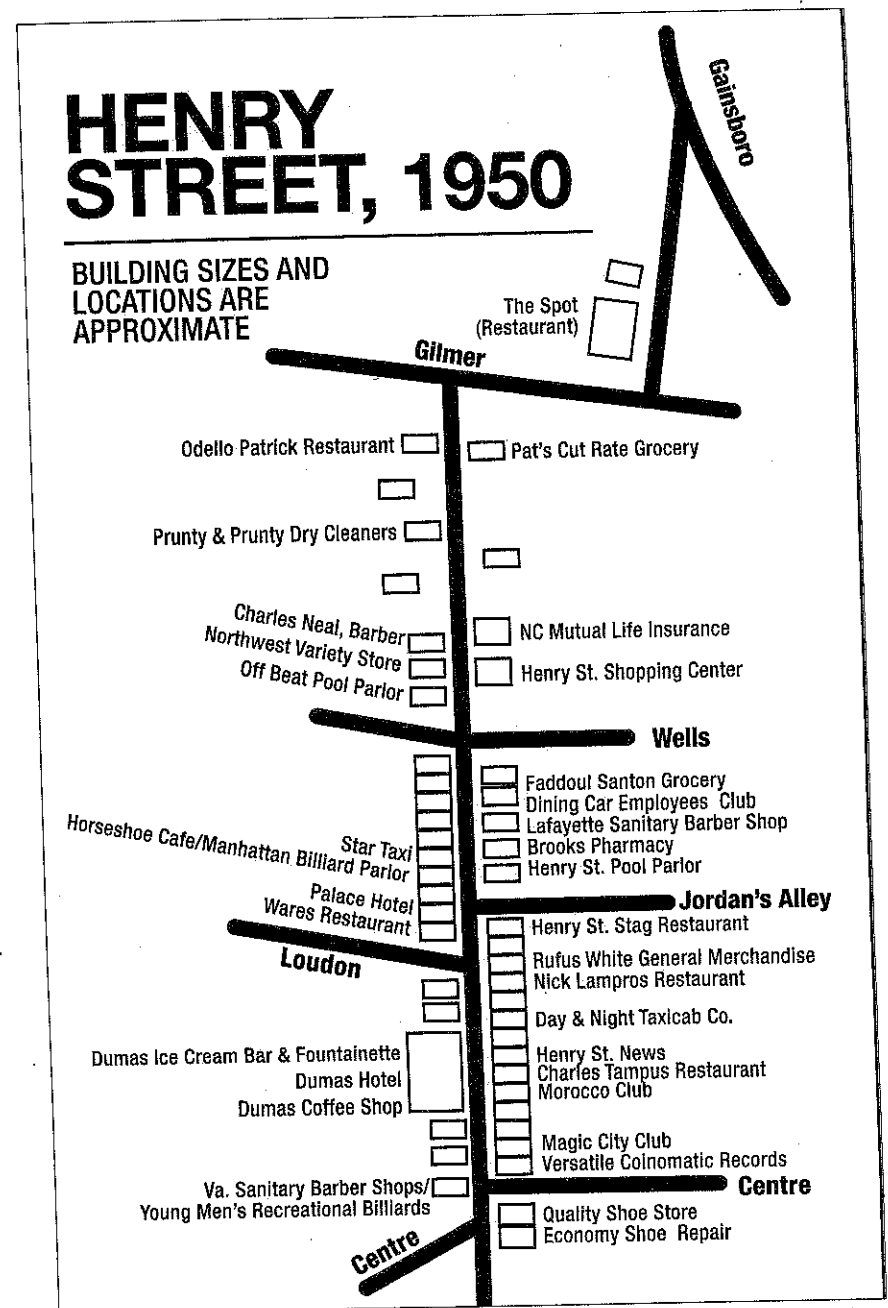 HENRY
STREET, 1950
BUILDING SIZES AND
LOCATIONS ARE
APPROXIMATE
Gainsboro
The Spot
(Restaurant)
Gilmer
Odello Patrick Restaurant
Pat's Cut Rate Grocery
Prunty & Prunty Dry Cleaners
Charles Neal, Barber
Northwest Variety Store
Off Beat Pool Parlor
NC Mutual Life Insurance
Henry St. Shopping Center
Wells
Faddoul Santon Grocery
Dining Car Employees Club
Lafayette Sanitary Barber Shop
Brooks Pharmacy
Henry St. Pool Parlor
Star Taxi
Horseshoe Cafe/Manhattan Billiard Parlor
Palace Hotel
Wares Restaurant
Jordan's Alley
Loudon
Henry St. Stag Restaurant
Rufus White General Merchandise
Nick Lampros Restaurant
Day & Night Taxicab Co.
Henry St. News
Charles Tampus Restaurant
Morocco Club
Magic City Club
Versatile Coinomatic Records
Dumas Ice Cream Bar & Fountainette
Dumas Hotel
Dumas Coffee Shop
Va. Sanitary Barber Shops/
Young Men's Recreational Billiards
Centre
Quality Shoe Store
Economy Shoe Repair
Centre